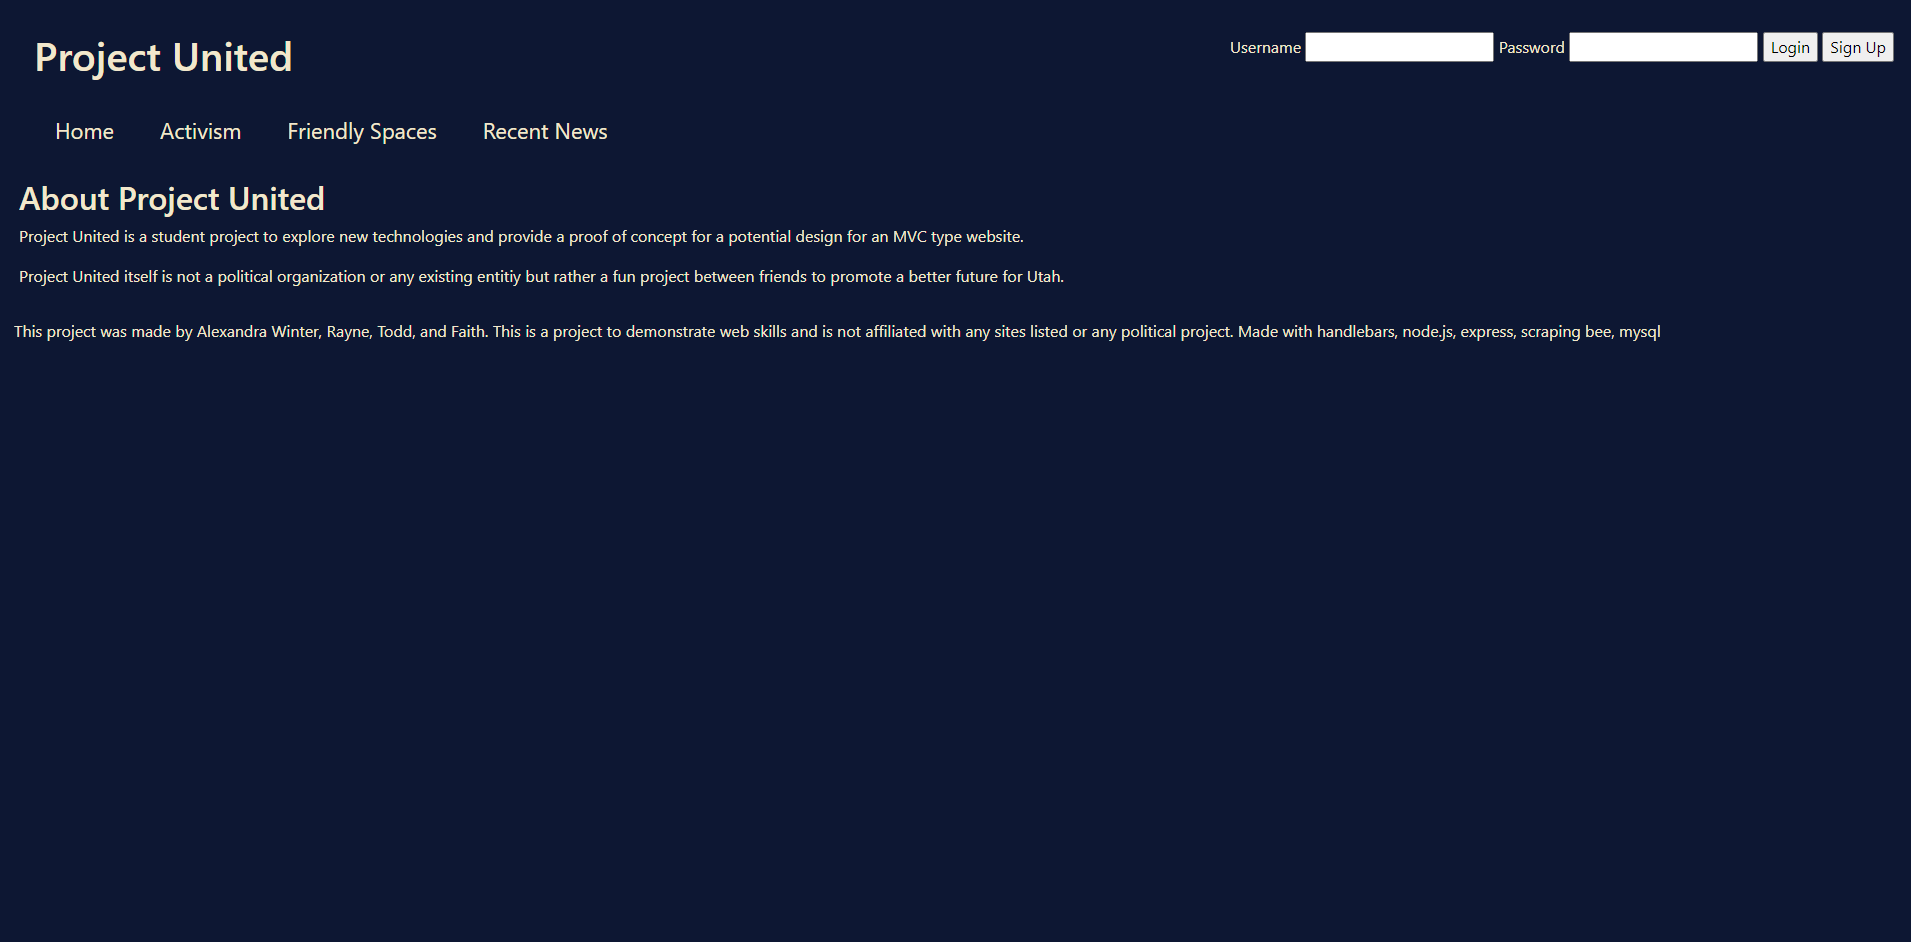 Project United
Username Password Login Sign Up
Home Activism Friendly Spaces Recent News
About Project United
Project United is a student project to explore new technologies and provide a proof of concept for a potential design for an MVC type website.
Project United itself is not a political organization or any existing entitiy but rather a fun project between friends to promote a better future for Utah.
This project was made by Alexandra Winter, Rayne, Todd, and Faith. This is a project to demonstrate web skills and is not affiliated with any sites listed or any political project. Made with handlebars, node.js, express, scraping bee, mysql